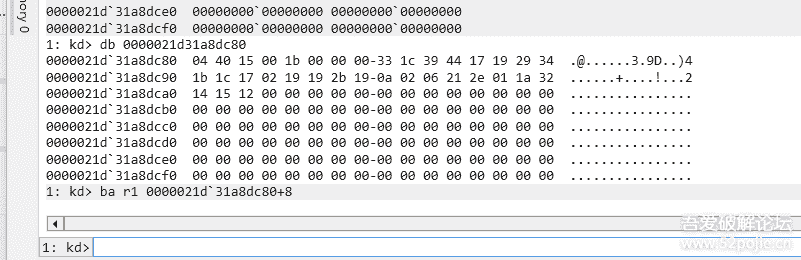 0000021d`31a8dce0  00000000`00000000 00000000`00000000
0000021d`31a8dcf0  00000000`00000000 00000000`00000000
1: kd> db 0000021d31a8dc80
0000021d`31a8dc80  04 40 15 00 1b 00 00 00-33 1c 39 44 17 19 29 34  .@......3.9D..)4
0000021d`31a8dc90  1b 1c 17 02 19 19 2b 19-0a 02 06 21 2e 01 1a 32  ......+....!...2
0000021d`31a8dca0  14 15 12 00 00 00 00 00-00 00 00 00 00 00 00 00  ................
0000021d`31a8dcb0  00 00 00 00 00 00 00 00-00 00 00 00 00 00 00 00  ................
0000021d`31a8dcc0  00 00 00 00 00 00 00 00-00 00 00 00 00 00 00 00  ................
0000021d`31a8dcd0  00 00 00 00 00 00 00 00-00 00 00 00 00 00 00 00  ................
0000021d`31a8dce0  00 00 00 00 00 00 00 00-00 00 00 00 00 00 00 00  ................
0000021d`31a8dcf0  00 00 00 00 00 00 00 00-00 00 00 00 00 00 00 00  ................
1: kd> ba r1 0000021d`31a8dc80+8
1: kd>
吾爱破解论坛
www.52pojie.cn